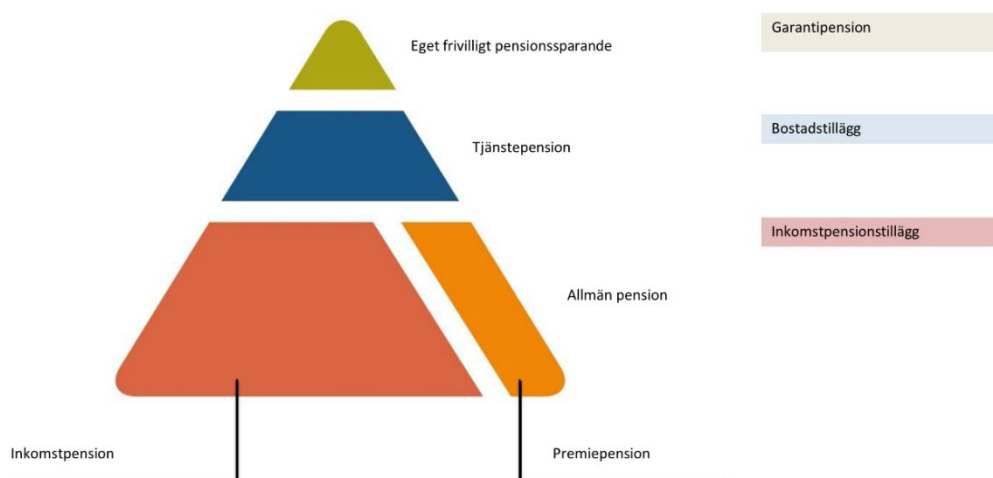 Eget frivilligt pensionssparande
Garantipension
Tjänstepension
Bostadstillägg
Inkomstpensionstillägg
Allmän pension
Inkomstpension
Premiepension